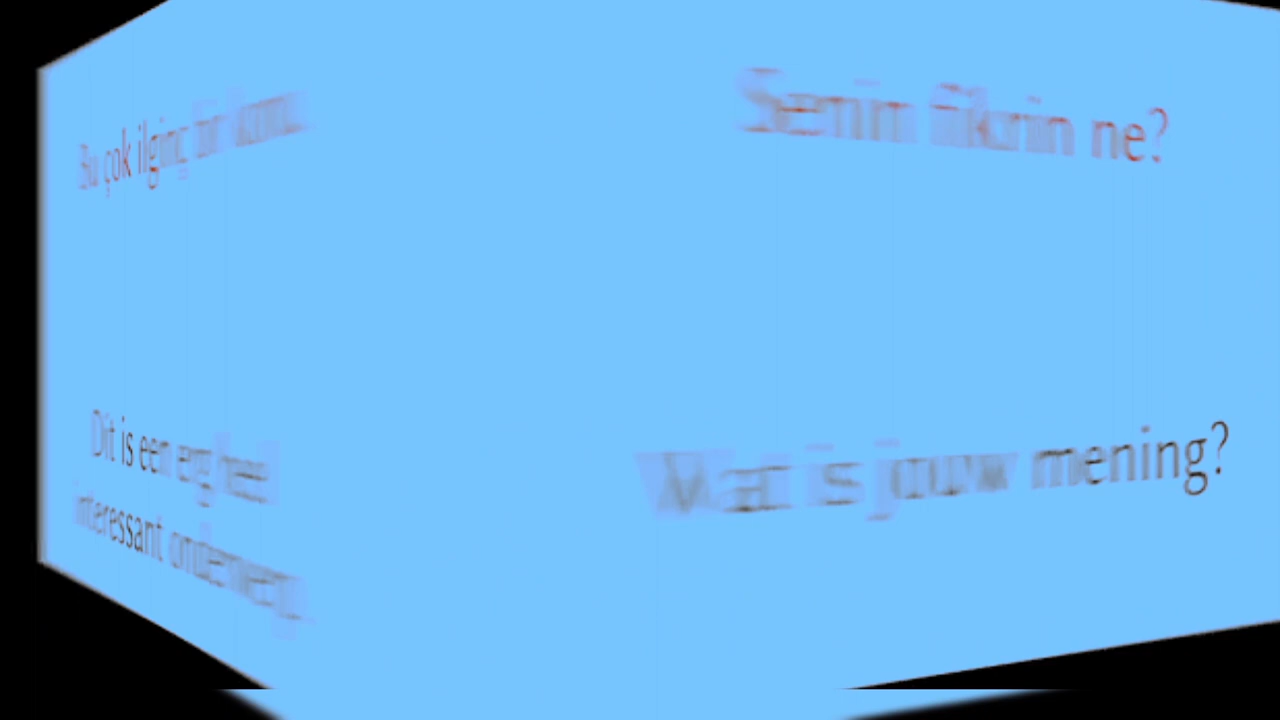 Bu çok ilginç bir konu.
Senin fikrin ne?
Dit is een erg heel
interessant onderwerp.
Wat is jouw mening?